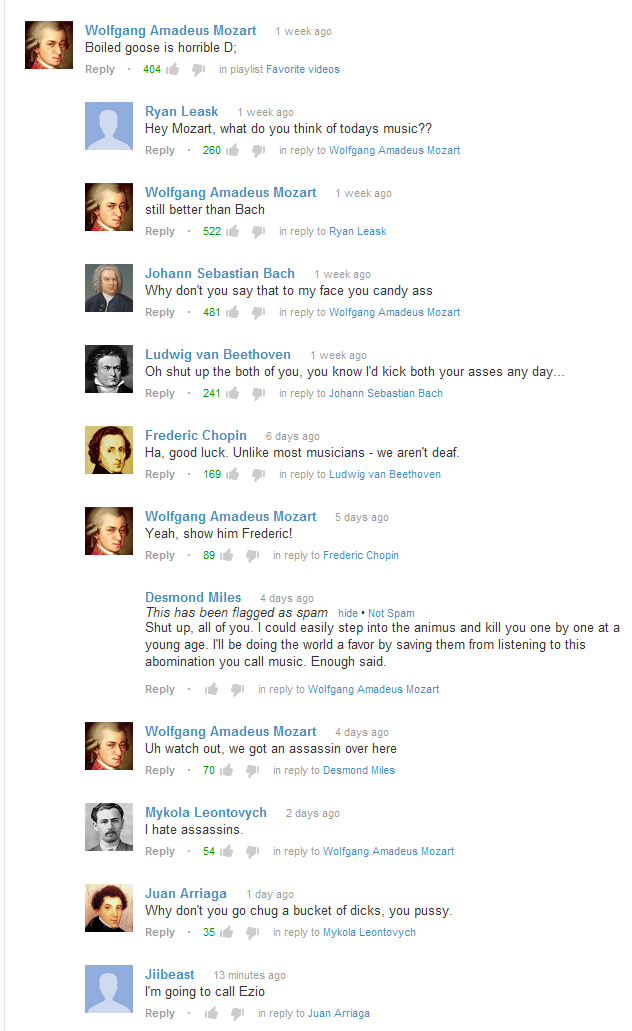 Wolfgang Amadeus Mozart 1 week ago
Boiled goose is horrible D;
Reply · 404 in playlist Favorite videos
Ryan Leask 1 week ago
Hey Mozart, what do you think of todays music??
Reply · 260 in reply to Wolfgang Amadeus Mozart
Wolfgang Amadeus Mozart 1 week ago
still better than Bach
Reply · 522 in reply to Ryan Leask
Johann Sebastian Bach 1 week ago
Why don't you say that to my face you candy ass
Reply · 481 in reply to Wolfgang Amadeus Mozart
Ludwig van Beethoven 1 week ago
Oh shut up the both of you, you know I'd kick both your asses any day...
Reply · 241 in reply to Johann Sebastian Bach
Frederic Chopin 6 days ago
Ha, good luck. Unlike most musicians - we aren't deaf.
Reply · 169 in reply to Ludwig van Beethoven
Wolfgang Amadeus Mozart 5 days ago
Yeah, show him Frederic!
Reply · 89 in reply to Frederic Chopin
Desmond Miles 4 days ago
This has been flagged as spam hide • Not Spam
Shut up, all of you. I could easily step into the animus and kill you one by one at a
young age. I'll be doing the world a favor by saving them from listening to this
abomination you call music. Enough said.
Reply · in reply to Wolfgang Amadeus Mozart
Wolfgang Amadeus Mozart 4 days ago
Uh watch out, we got an assassin over here
Reply · 70 in reply to Desmond Miles
Mykola Leontovych 2 days ago
I hate assassins.
Reply · 54 in reply to Wolfgang Amadeus Mozart
Juan Arriaga 1 day ago
Why don't you go chug a bucket of dicks, you pussy.
Reply · 35 in reply to Mykola Leontovych
Jiibeast 13 minutes ago
I'm going to call Ezio
Reply · in reply to Juan Arriaga